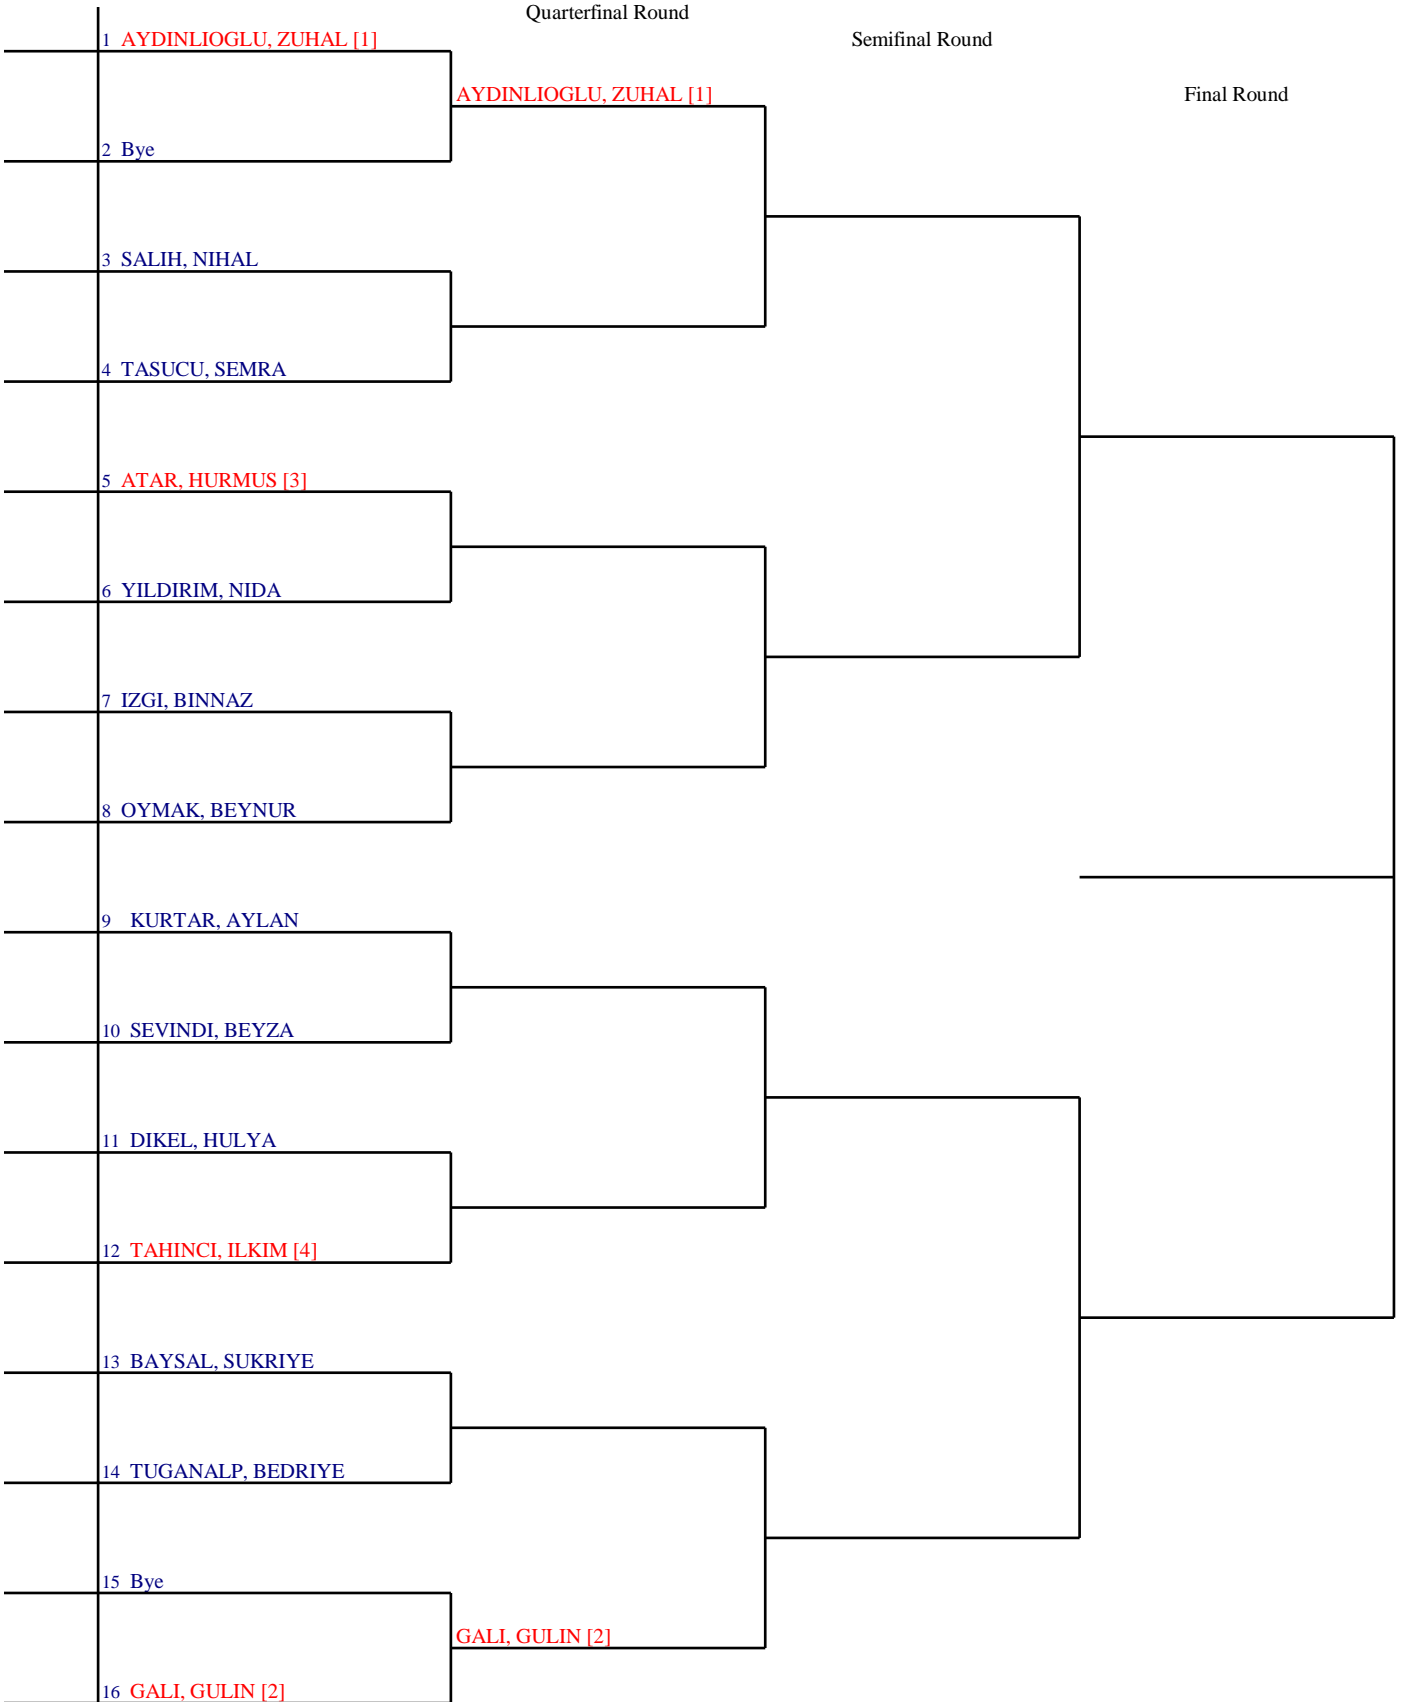 Quarterfinal Round
1 AYDINLIOGLU, ZUHAL [1]
Semifinal Round
AYDINLIOGLU, ZUHAL [1]
Final Round
2 Bye
3 SALIH, NIHAL
4 TASUCU, SEMRA
5 ATAR, HURMUS [3]
6 YILDIRIM, NIDA
7 IZGI, BINNAZ
8 OYMAK, BEYNUR
9 KURTAR, AYLAN
10 SEVINDI, BEYZA
11 DIKEL, HULYA
12 TAHINCI, ILKIM [4]
13 BAYSAL, SUKRIYE
14 TUGANALP, BEDRIYE
15 Bye
GALI, GULIN [2]
16 GALI, GULIN [2]